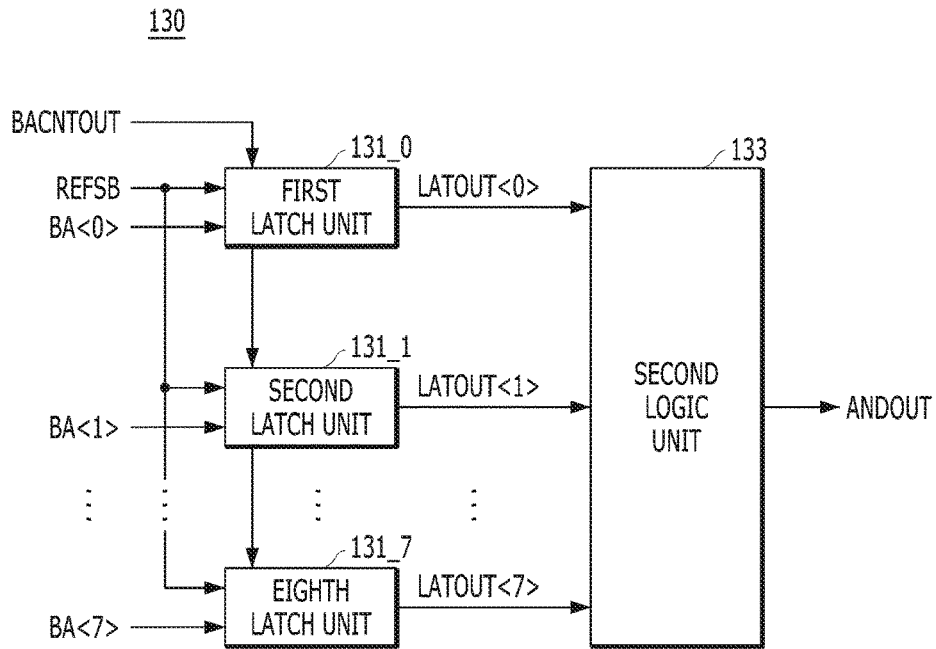 130
BACNTOUT
131_0
133
REFSB
FIRST
LATCH UNIT
LATOUT<0>
BA<0>
131_1
SECOND
LATCH UNIT
LATOUT<1>
BA<1>
SECOND
LOGIC
UNIT
ANDOUT
131_7
EIGHTH
LATCH UNIT
LATOUT<7>
BA<7>